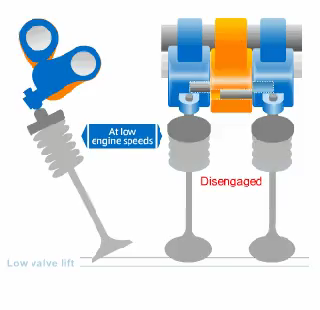 At low
engine speeds
Disengaged
Low valve lift